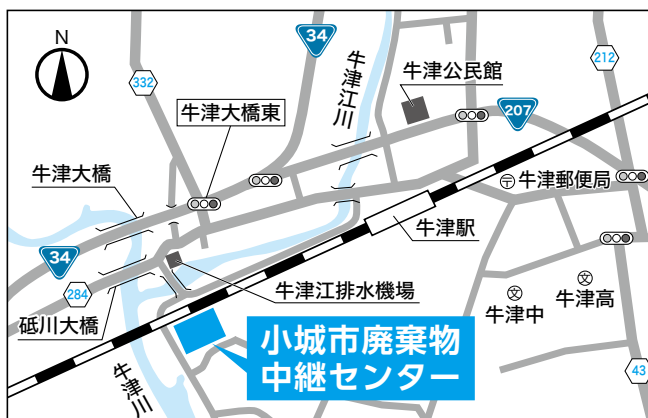 N
34
332
牛津大橋東
牛津江川
牛津公民館
207
212
牛津大橋
〒牛津郵便局
牛津駅
34
284
砥川大橋
牛津江排水機場
文
牛津中
文
牛津高
牛津川
小城市廃棄物
中継センター
43